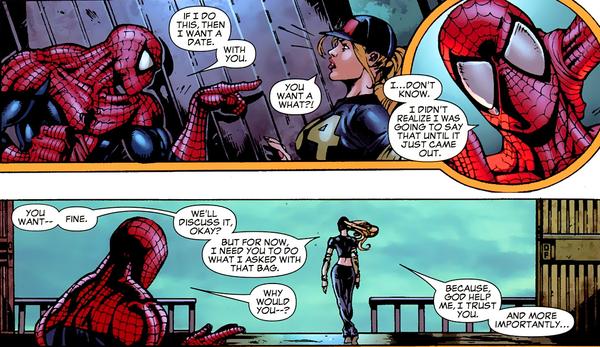 IF I DO
THIS, THEN
I WANT A
DATE.
WITH
YOU.
YOU
WANT A
WHAT?!
I...DON'T
KNOW.
I DIDN'T
REALIZE I WAS
GOING TO SAY
THAT UNTIL IT
JUST CAME
OUT.
YOU
WANT--
FINE.
WE'LL
DISCUSS IT,
OKAY?
BUT FOR NOW,
I NEED YOU TO DO
WHAT I ASKED WITH
THAT BAG.
WHY
WOULD
YOU--?
BECAUSE,
GOD HELP
ME, I TRUST
YOU.
AND MORE
IMPORTANTLY...